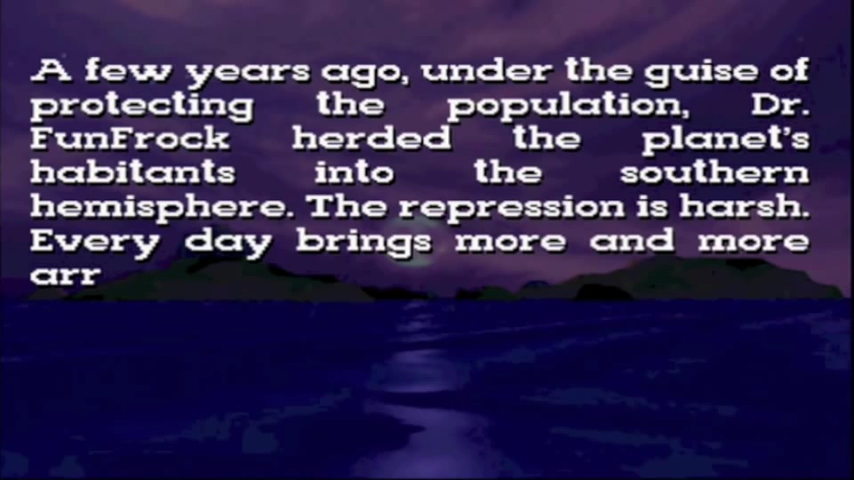 A few years ago, under the guise of
protecting the population, Dr.
FunFrock herded the planet's
habitants into the southern
hemisphere. The repression is harsh.
Every day brings more and more
arr